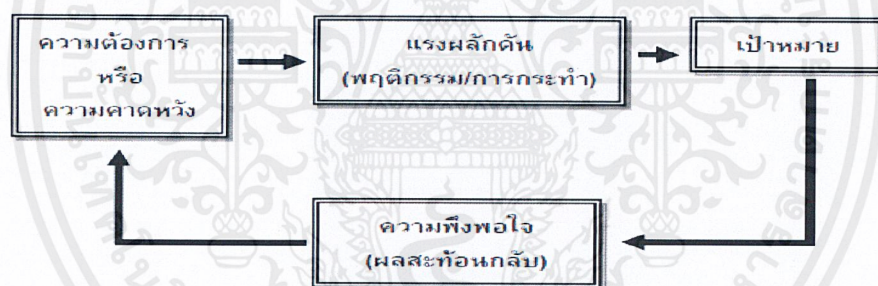 ความต้องการ
หรือ
ความคาดหวัง
แรงผลักดัน
(พฤติกรรม/การกระทำ)
เป้าหมาย
ความพึงพอใจ
(ผลสะท้อนกลับ)